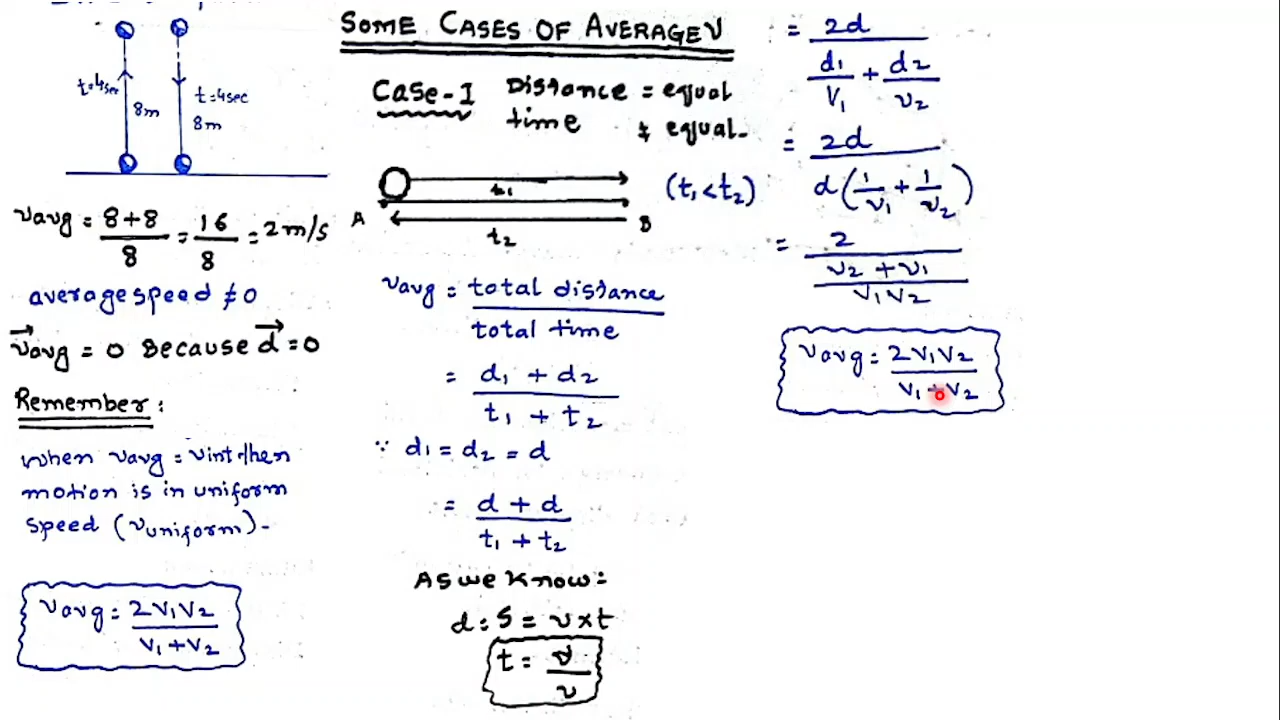 t=4sec
8m
t=4sec
8m
vavg = 8+8/8 = 16/8 = 2m/s
average speed ≠ 0
v⃗avg = 0 Because d⃗ = 0
Remember:
When vavg = vint then
motion is in uniform
speed (vuniform)-
vavg = 2v₁v₂/v₁+v₂
SOME CASES OF AVERAGE V
Case-I Distance = equal
time ≠ equal-
t₁
(t₁<t₂)
A
B
t₂
vavg = total distance/total time
= d₁ + d₂/t₁ + t₂
∵ d₁ = d₂ = d
= d + d/t₁ + t₂
As we know:
d: S = v×t
t = d/v
= 2d/d₁/v₁ + d₂/v₂
= 2d/d(1/v₁ + 1/v₂)
= 2/v₂ + v₁/v₁v₂
vavg = 2v₁v₂/v₁+v₂